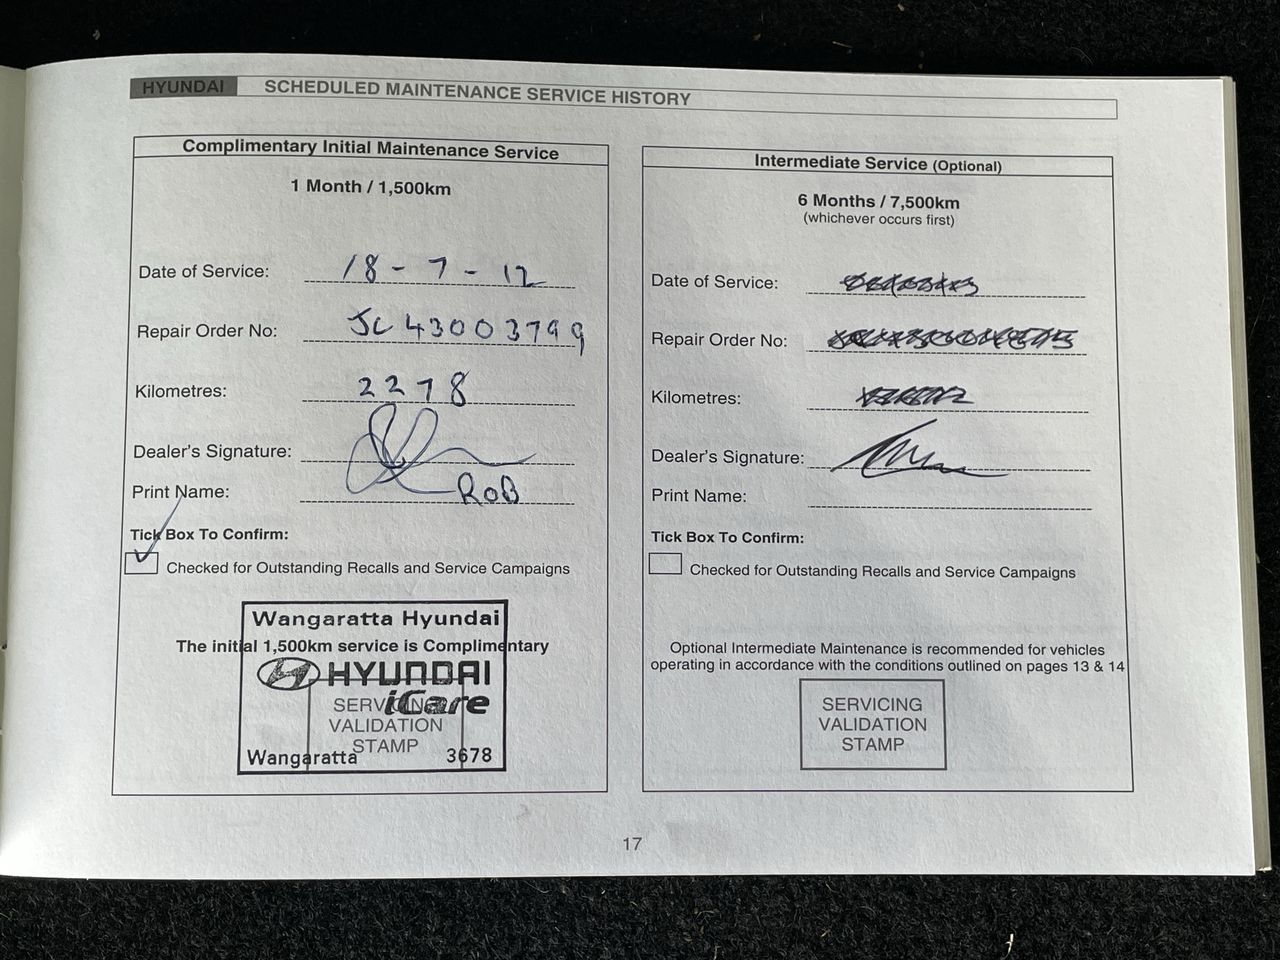 HYUNDAI SCHEDULED MAINTENANCE SERVICE HISTORY
Complimentary Initial Maintenance Service
1 Month / 1,500km
Date of Service: 18 - 7 - 12
Repair Order No: JC43003799
Kilometres: 2278
Dealer's Signature:
Print Name: ROB
Tick Box To Confirm:
Checked for Outstanding Recalls and Service Campaigns
Wangaratta Hyundai
The initial 1,500km service is Complimentary
HYUNDAI
iCare
SERVICING
VALIDATION
STAMP
Wangaratta 3678
Intermediate Service (Optional)
6 Months / 7,500km
(whichever occurs first)
Date of Service:
Repair Order No:
Kilometres:
Dealer's Signature:
Print Name:
Tick Box To Confirm:
Checked for Outstanding Recalls and Service Campaigns
Optional Intermediate Maintenance is recommended for vehicles
operating in accordance with the conditions outlined on pages 13 & 14
SERVICING
VALIDATION
STAMP
17